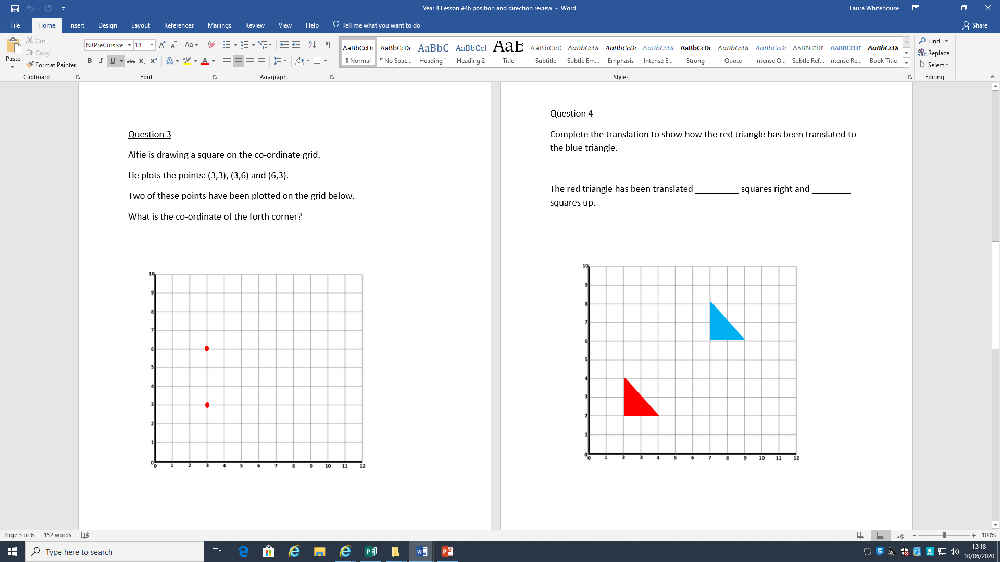 Year 4 Lesson #46 position and direction review - Word
Laura Whitehouse
File Home Insert Design Layout References Mailings Review View Help Tell me what you want to do
Share
Paste
Cut
Copy
Format Painter
Clipboard
NTPreCursive 18
Font
Paragraph
AaBbCcDc AaBbCcDc AaBbC AaBbCcI AaB AaBbCcD AaBbCcDc AaBbCcDc AaBbCcDc AaBbCcDc AaBbCcDc AaBbCcDc AABBCCDE AABBCCDE AaBbCcDc
¶ Normal ¶ No Spac... Heading 1 Heading 2 Title Subtitle Subtle Em... Emphasis Intense E... Strong Quote Intense Q... Subtle Ref... Intense Re... Book Title
Styles
Find
Replace
Select
Editing
Question 3
Alfie is drawing a square on the co-ordinate grid.
He plots the points: (3,3), (3,6) and (6,3).
Two of these points have been plotted on the grid below.
What is the co-ordinate of the forth corner? __________________________
10
9
8
7
6
5
4
3
2
1
0
0 1 2 3 4 5 6 7 8 9 10 11 12
Question 4
Complete the translation to show how the red triangle has been translated to
the blue triangle.
The red triangle has been translated _________ squares right and ________
squares up.
10
9
8
7
6
5
4
3
2
1
0
0 1 2 3 4 5 6 7 8 9 10 11 12
Page 3 of 6 152 words
100%
Type here to search
12:18
10/06/2020